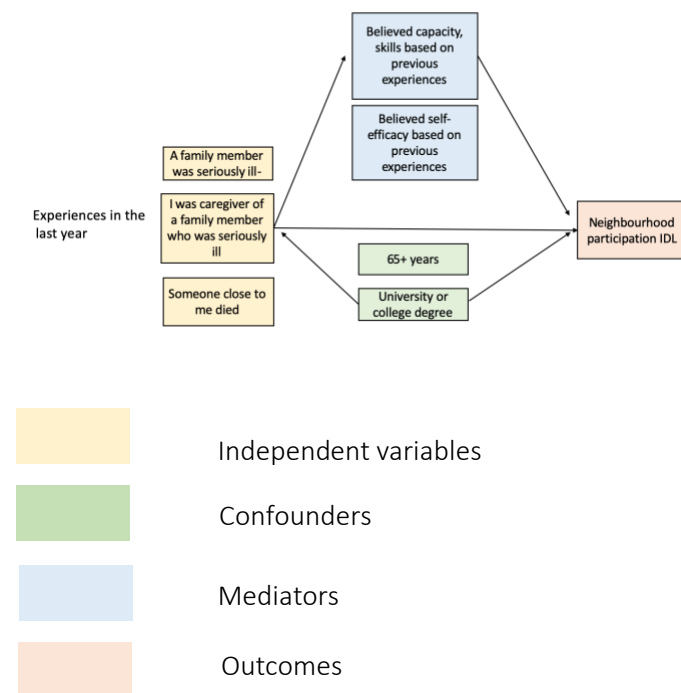 Believed capacity,
skills based on
previous
experiences
Believed self-
efficacy based on
previous
experiences
A family member
was seriously ill-
Experiences in the
last year
I was caregiver of
a family member
who was seriously
ill
Neighbourhood
participation IDL
65+ years
Someone close to
me died
University or
college degree
Independent variables
Confounders
Mediators
Outcomes